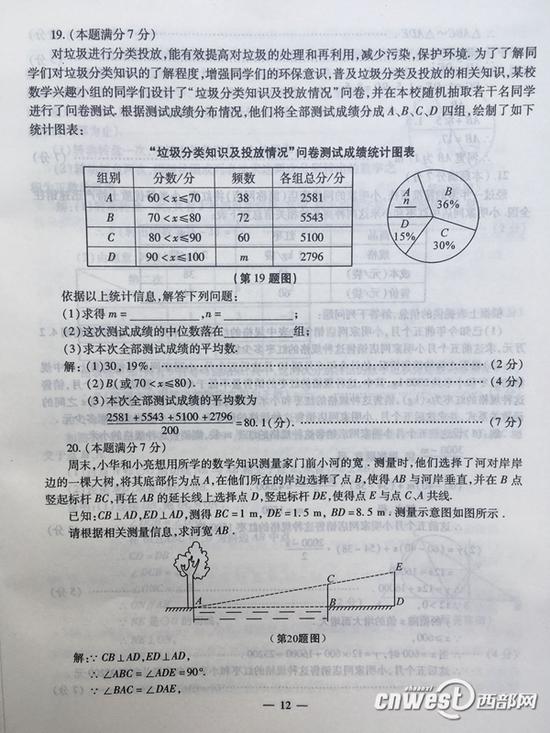 19.(本题满分7分)
对垃圾进行分类投放,能有效提高对垃圾的处理和再利用,减少污染,保护环境.为了了解同
学们对垃圾分类知识的了解程度,增强同学们的环保意识,普及垃圾分类及投放的相关知识,某校
数学兴趣小组的同学们设计了“垃圾分类知识及投放情况”问卷,并在本校随机抽取若干名同学
进行了问卷测试.根据测试成绩分布情况,他们将全部测试成绩分成A、B、C、D四组,绘制了如下
统计图表:
“垃圾分类知识及投放情况”问卷测试成绩统计图表
组别 分数/分 频数 各组总分/分
A 60<x≤70 38 2581
B 70<x≤80 72 5543
C 80<x≤90 60 5100
D 90<x≤100 m 2796
A n
B 36%
C 30%
D 15%
(第19题图)
依据以上统计信息,解答下列问题:
(1)求得m=________,n=________;
(2)这次测试成绩的中位数落在________组;
(3)求本次全部测试成绩的平均数.
解:(1)30,19%. (2分)
(2)B(或70<x≤80). (4分)
(3)本次全部测试成绩的平均数为
(2581+5543+5100+2796)/200=80.1(分). (7分)
20.(本题满分7分)
周末,小华和小亮想用所学的数学知识测量家门前小河的宽.测量时,他们选择了河对岸岸
边的一棵大树,将其底部作为点A,在他们所在的岸边选择了点B,使得AB与河岸垂直,并在B点
竖起标杆BC,再在AB的延长线上选择点D,竖起标杆DE,使得点E与点C、A共线.
已知:CB⊥AD,ED⊥AD,测得BC=1 m,DE=1.5 m,BD=8.5 m.测量示意图如图所示.
请根据相关测量信息,求河宽AB.
A
B
C
D
E
(第20题图)
解:∵CB⊥AD,ED⊥AD,
∴∠ABC=∠ADE=90°.
∵∠BAC=∠DAE,
— 12 —
cnwest西部网